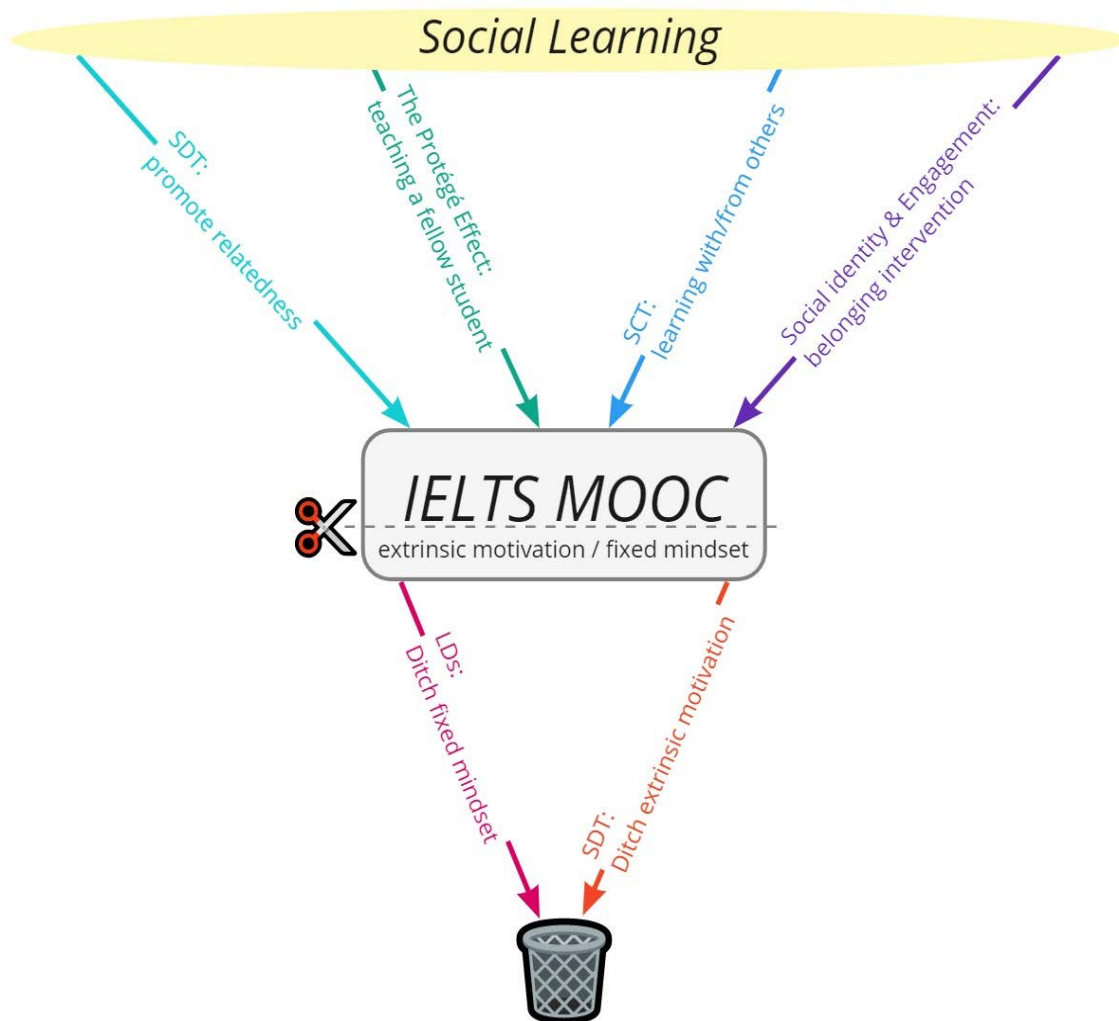 Social Learning
SDT:
promote relatedness
The Protégé Effect:
teaching a fellow student
SCT:
learning with/from others
Social identity & Engagement:
belonging intervention
IELTS MOOC
extrinsic motivation / fixed mindset
LDs:
Ditch fixed mindset
SDT:
Ditch extrinsic motivation